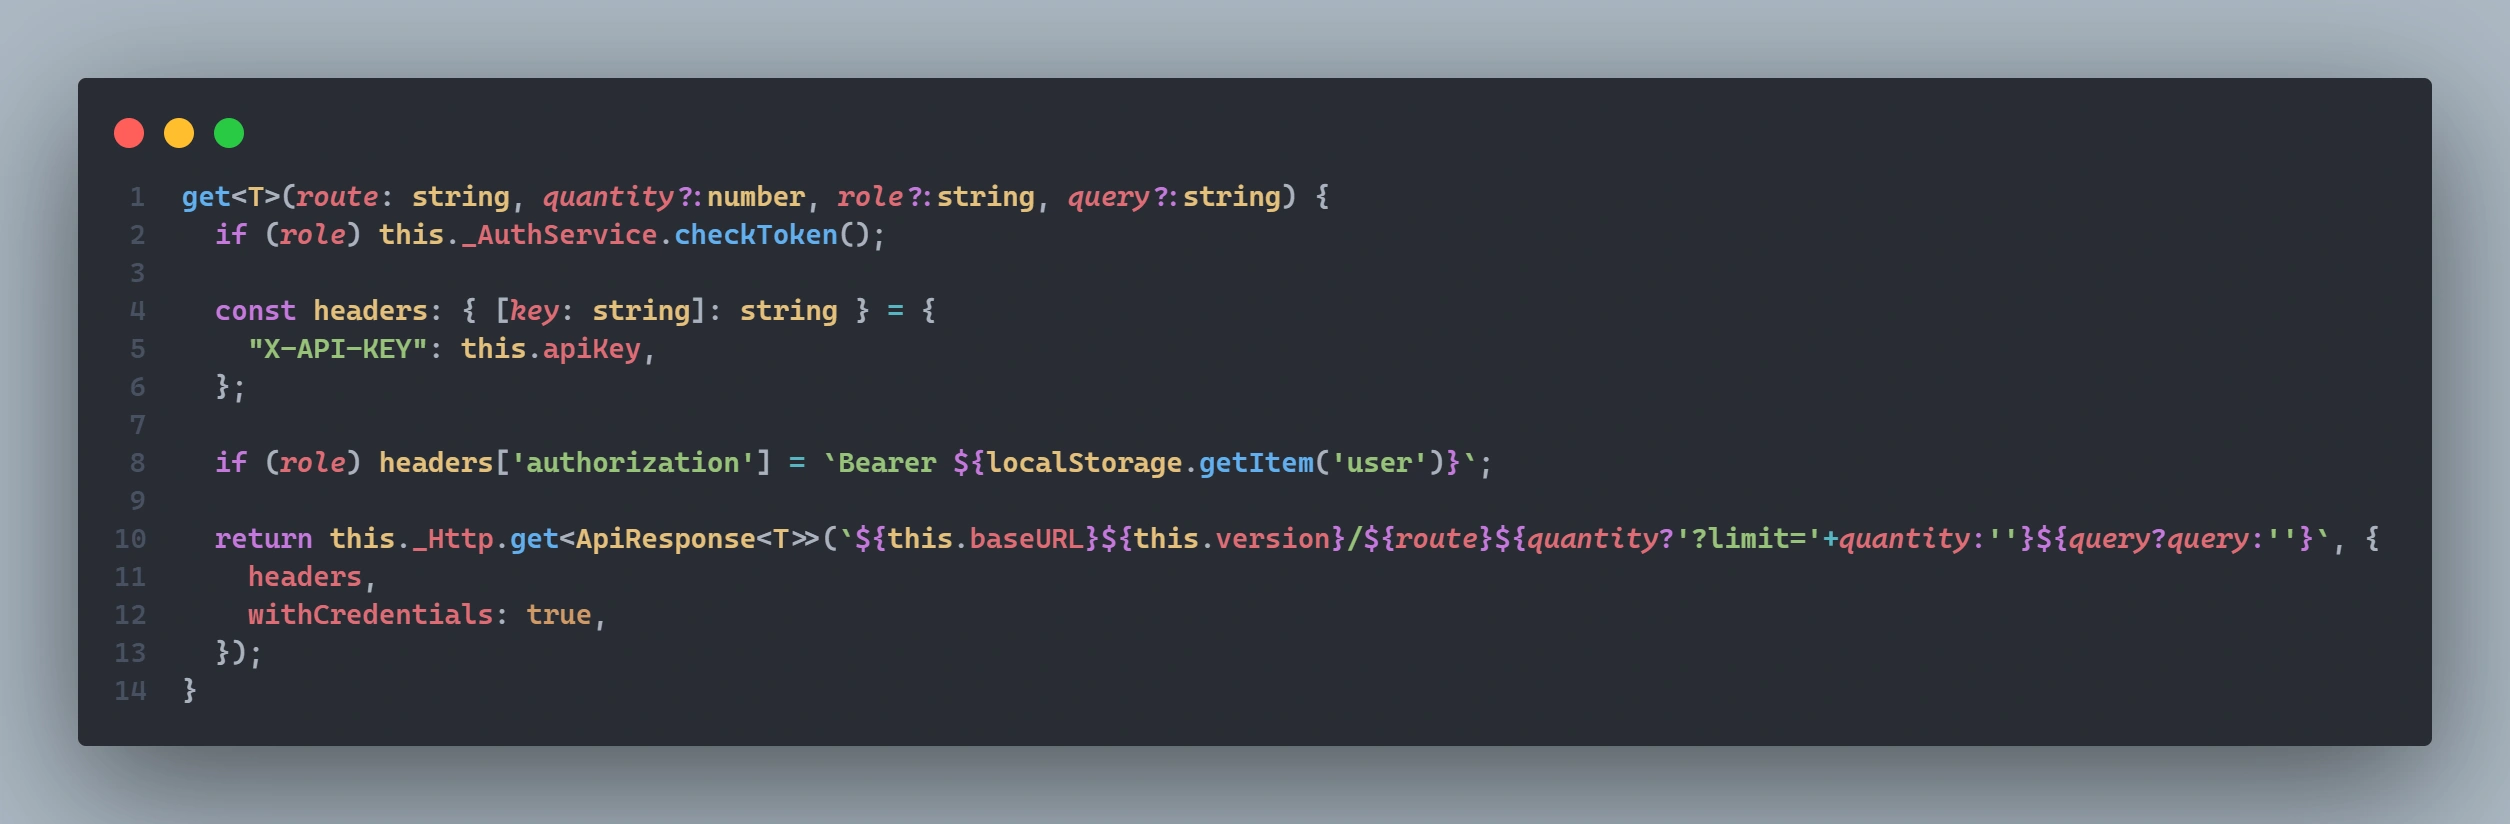 1 get<T>(route: string, quantity?:number, role?:string, query?:string) {
2   if (role) this._AuthService.checkToken();
3
4   const headers: { [key: string]: string } = {
5     "X-API-KEY": this.apiKey,
6   };
7
8   if (role) headers['authorization'] = `Bearer ${localStorage.getItem('user')}`;
9
10   return this._Http.get<ApiResponse<T>>(`${this.baseURL}${this.version}/${route}${quantity?'?limit='+quantity:''}${query?query:''}`, {
11     headers,
12     withCredentials: true,
13   });
14 }